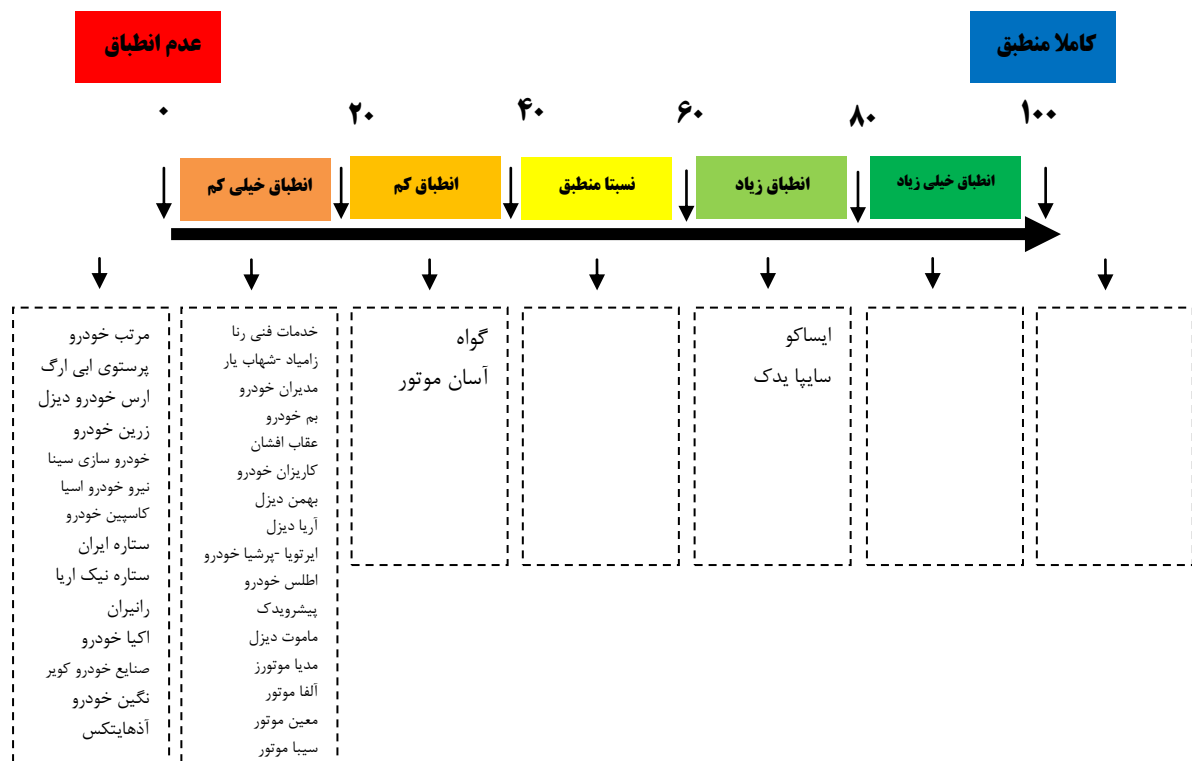 کاملا منطبق
عدم انطباق
۰
۲۰
۴۰
۶۰
۸۰
۱۰۰
انطباق خیلی کم
انطباق کم
نسبتا منطبق
انطباق زیاد
انطباق خیلی زیاد
مرتب خودرو
پرستوی ابی ارگ
ارس خودرو دیزل
زرین خودرو
خودرو سازی سینا
نیرو خودرو اسیا
کاسپین خودرو
ستاره ایران
ستاره نیک اریا
رانیران
اکیا خودرو
صنایع خودرو کویر
نگین خودرو
آذهایتکس
خدمات فنی رنا
زامیاد -شهاب یار
مدیران خودرو
بم خودرو
عقاب افشان
کاریزان خودرو
بهمن دیزل
آریا دیزل
ایرتویا -پرشیا خودرو
اطلس خودرو
پیشرویدک
ماموت دیزل
مدیا موتورز
آلفا موتور
معین موتور
سیبا موتور
گواه
آسان موتور
ایساکو
سایپا یدک